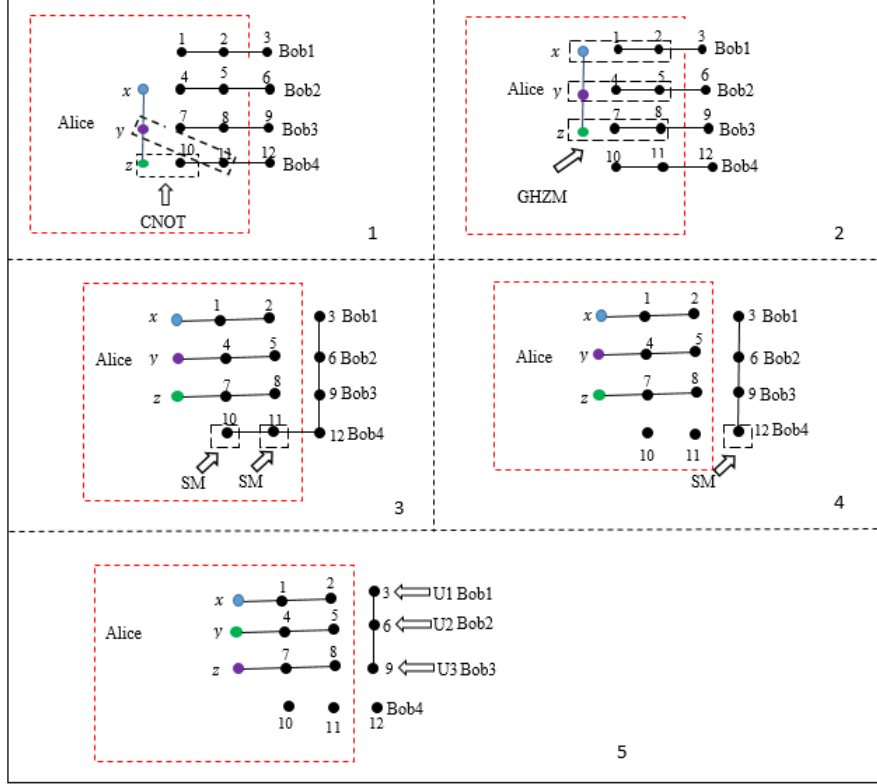 1 2 3 Bob1
4 5 6 Bob2
x
Alice
y
7 8 9 Bob3
z
10 11 12 Bob4
CNOT
1
x 1 2 3 Bob1
Alice y 4 5 6 Bob2
z 7 8 9 Bob3
10 11 12 Bob4
GHZM
2
x 1 2 3 Bob1
Alice y 4 5 6 Bob2
z 7 8 9 Bob3
10 11 12 Bob4
SM SM
3
x 1 2 3 Bob1
Alice y 4 5 6 Bob2
z 7 8 9 Bob3
12 Bob4
10 11
SM
4
x 1 2 3 U1 Bob1
Alice y 4 5 6 U2 Bob2
z 7 8 9 U3 Bob3
Bob4
10 11 12
5